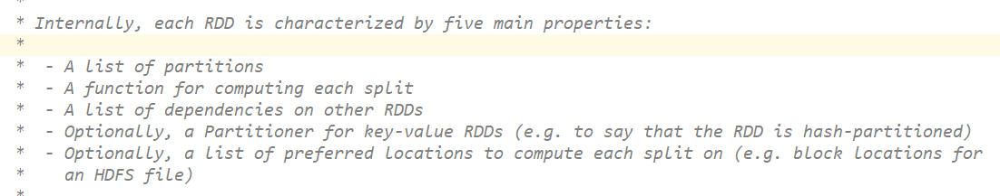 *
* Internally, each RDD is characterized by five main properties:
*
*  - A list of partitions
*  - A function for computing each split
*  - A list of dependencies on other RDDs
*  - Optionally, a Partitioner for key-value RDDs (e.g. to say that the RDD is hash-partitioned)
*  - Optionally, a list of preferred locations to compute each split on (e.g. block locations for
*    an HDFS file)
*